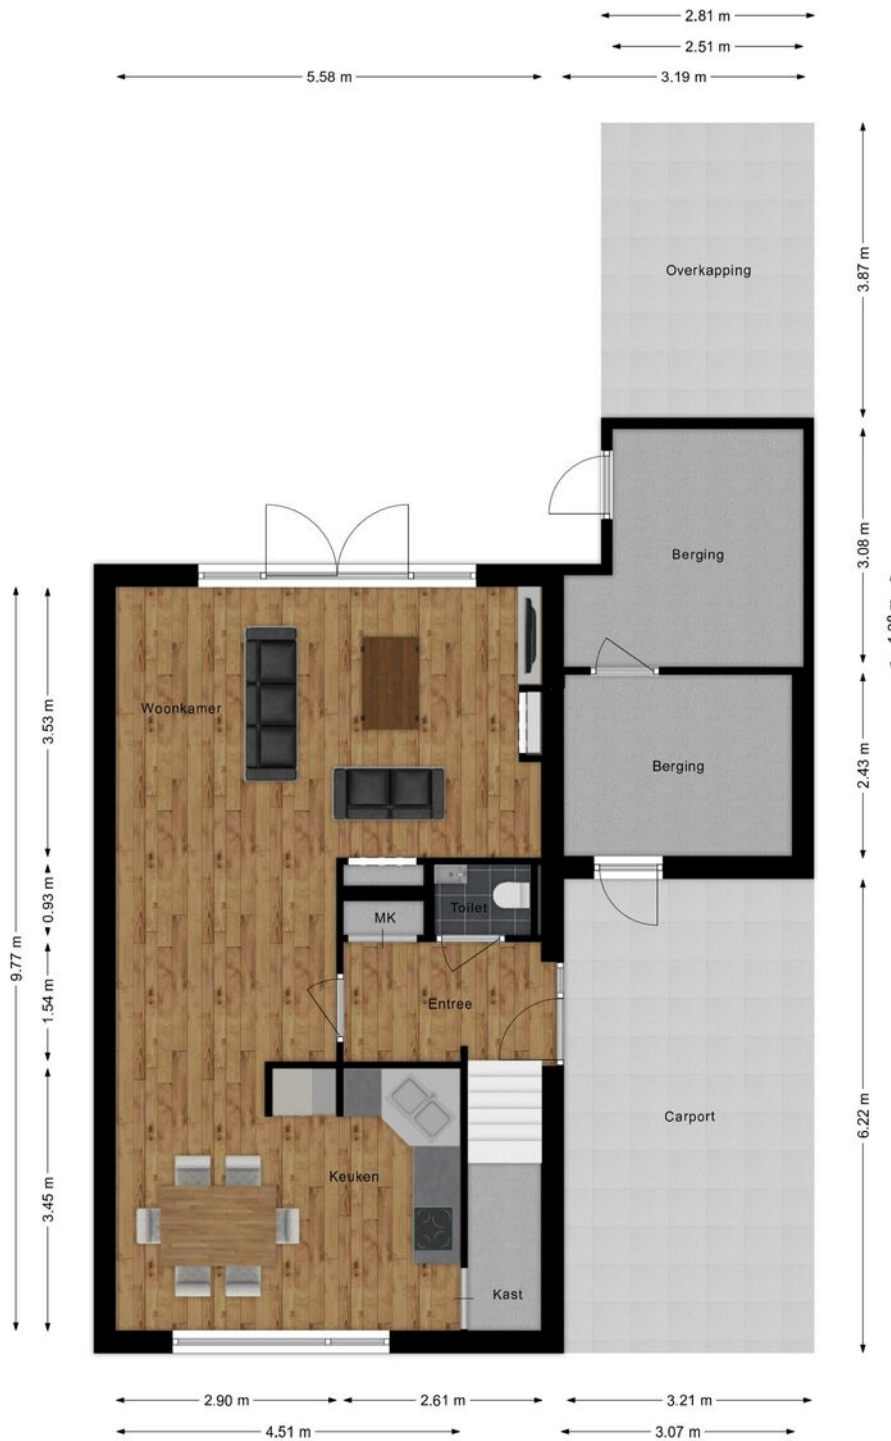 2.81 m
2.51 m
5.58 m
3.19 m
Overkapping
3.87 m
Berging
3.08 m
Woonkamer
3.53 m
Berging
2.43 m
9.77 m
0.93 m
MK
Toilet
1.54 m
Entree
Carport
6.22 m
Keuken
3.45 m
Kast
2.90 m
2.61 m
3.21 m
4.51 m
3.07 m